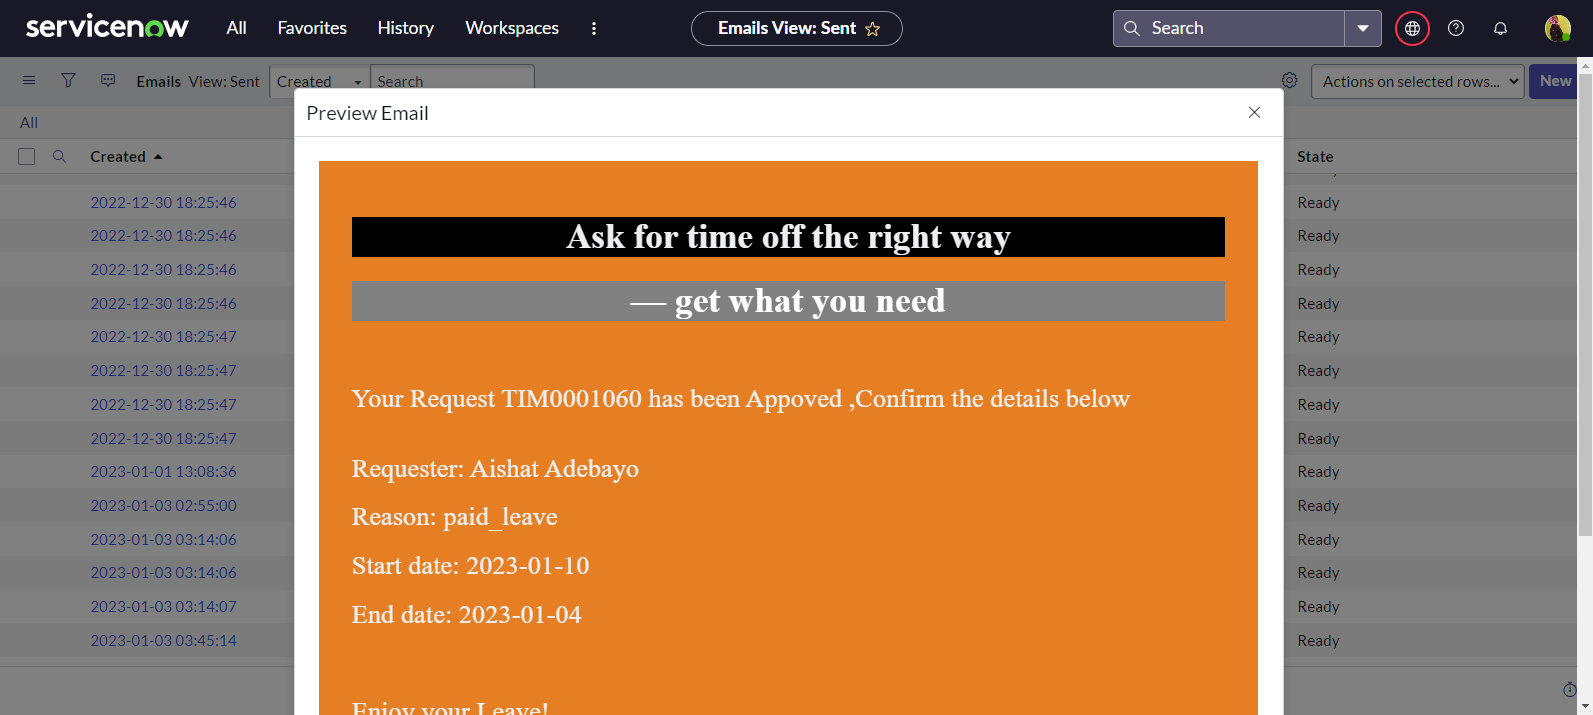 servicenow All Favorites History Workspaces Emails View: Sent Search
Emails View: Sent Created Search Actions on selected rows... New
All
Preview Email
Created State
2022-12-30 18:25:46 Ready
2022-12-30 18:25:46 Ready
2022-12-30 18:25:46 Ready
2022-12-30 18:25:46 Ready
2022-12-30 18:25:47 Ready
2022-12-30 18:25:47 Ready
2022-12-30 18:25:47 Ready
2022-12-30 18:25:47 Ready
2023-01-01 13:08:36 Ready
2023-01-03 02:55:00 Ready
2023-01-03 03:14:06 Ready
2023-01-03 03:14:06 Ready
2023-01-03 03:14:07 Ready
2023-01-03 03:45:14 Ready
Ask for time off the right way
— get what you need
Your Request TIM0001060 has been Appoved ,Confirm the details below
Requester: Aishat Adebayo
Reason: paid_leave
Start date: 2023-01-10
End date: 2023-01-04
Enjoy your Leave!